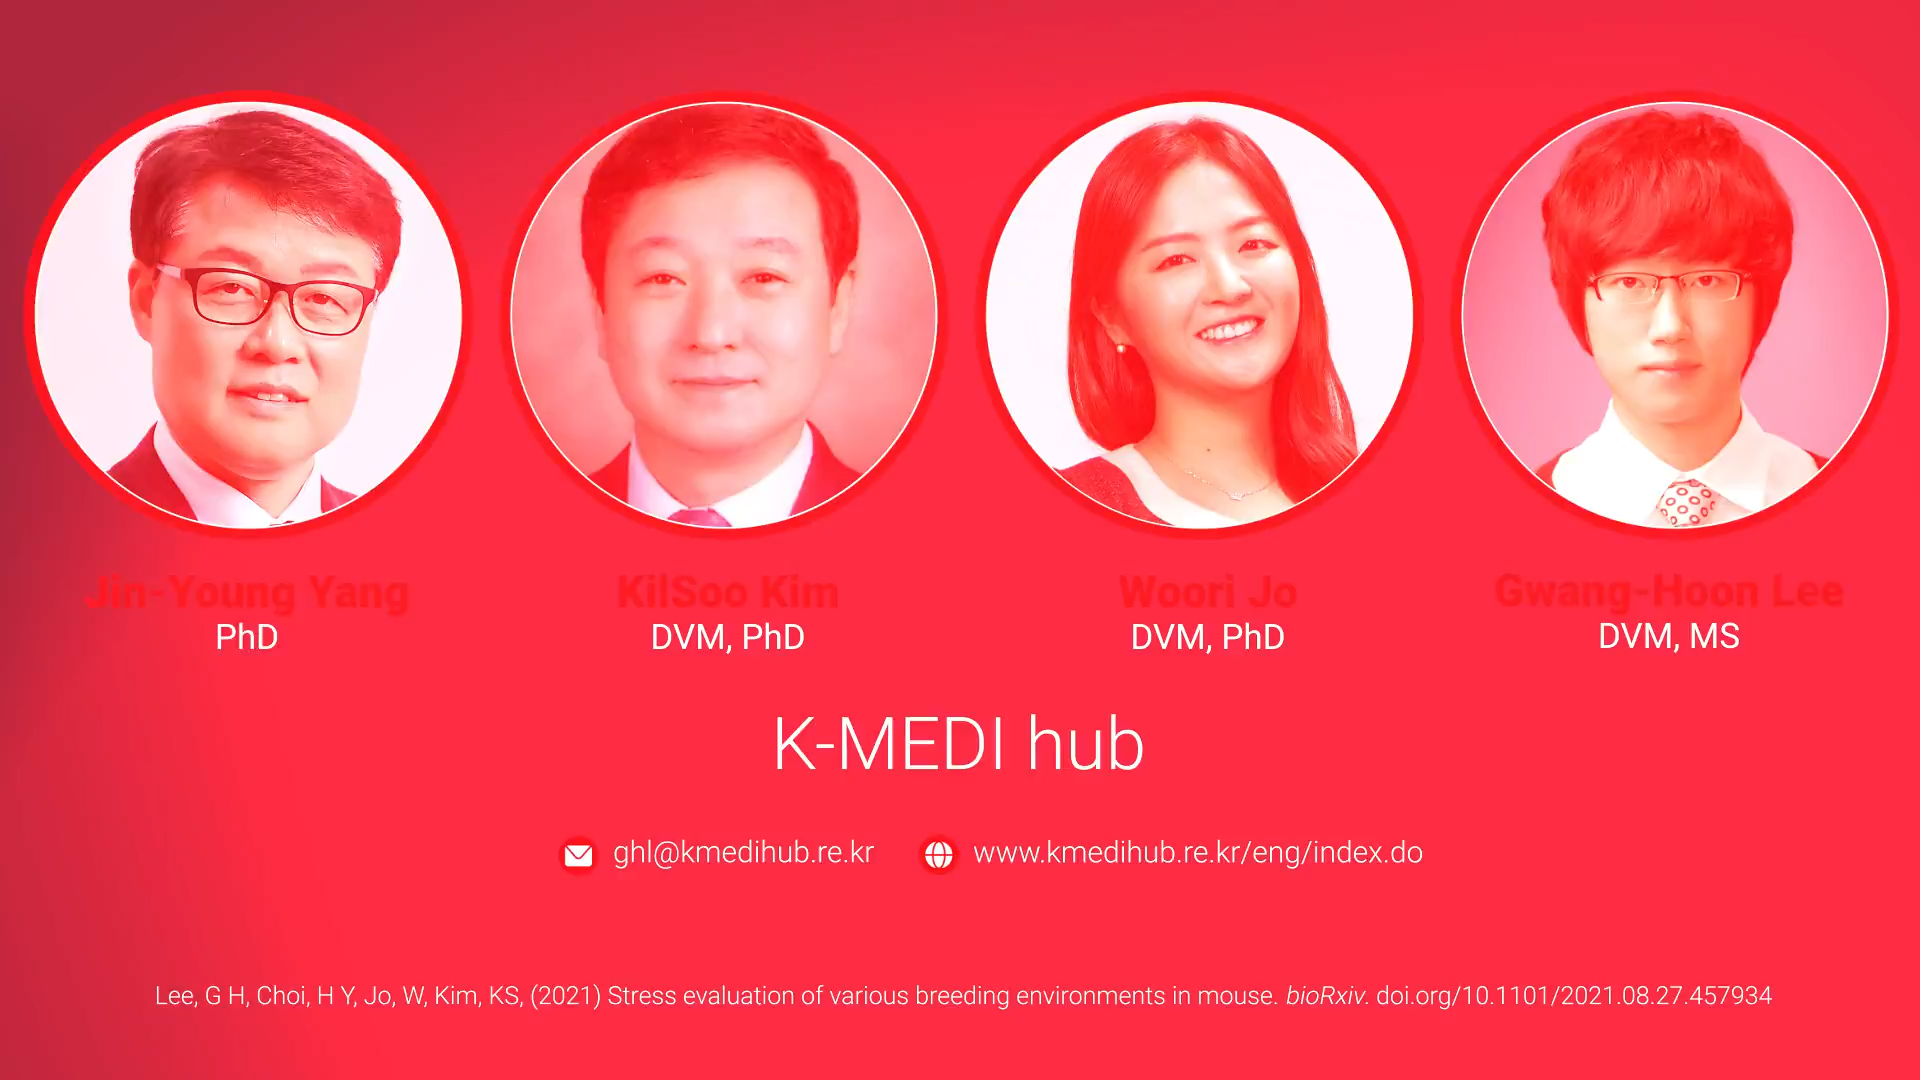 Jin-Young Yang
PhD
KilSoo Kim
DVM, PhD
Woori Jo
DVM, PhD
Gwang-Hoon Lee
DVM, MS
K-MEDI hub
ghl@kmedihub.re.kr
www.kmedihub.re.kr/eng/index.do
Lee, G H, Choi, H Y, Jo, W, Kim, KS, (2021) Stress evaluation of various breeding environments in mouse. bioRxiv. doi.org/10.1101/2021.08.27.457934